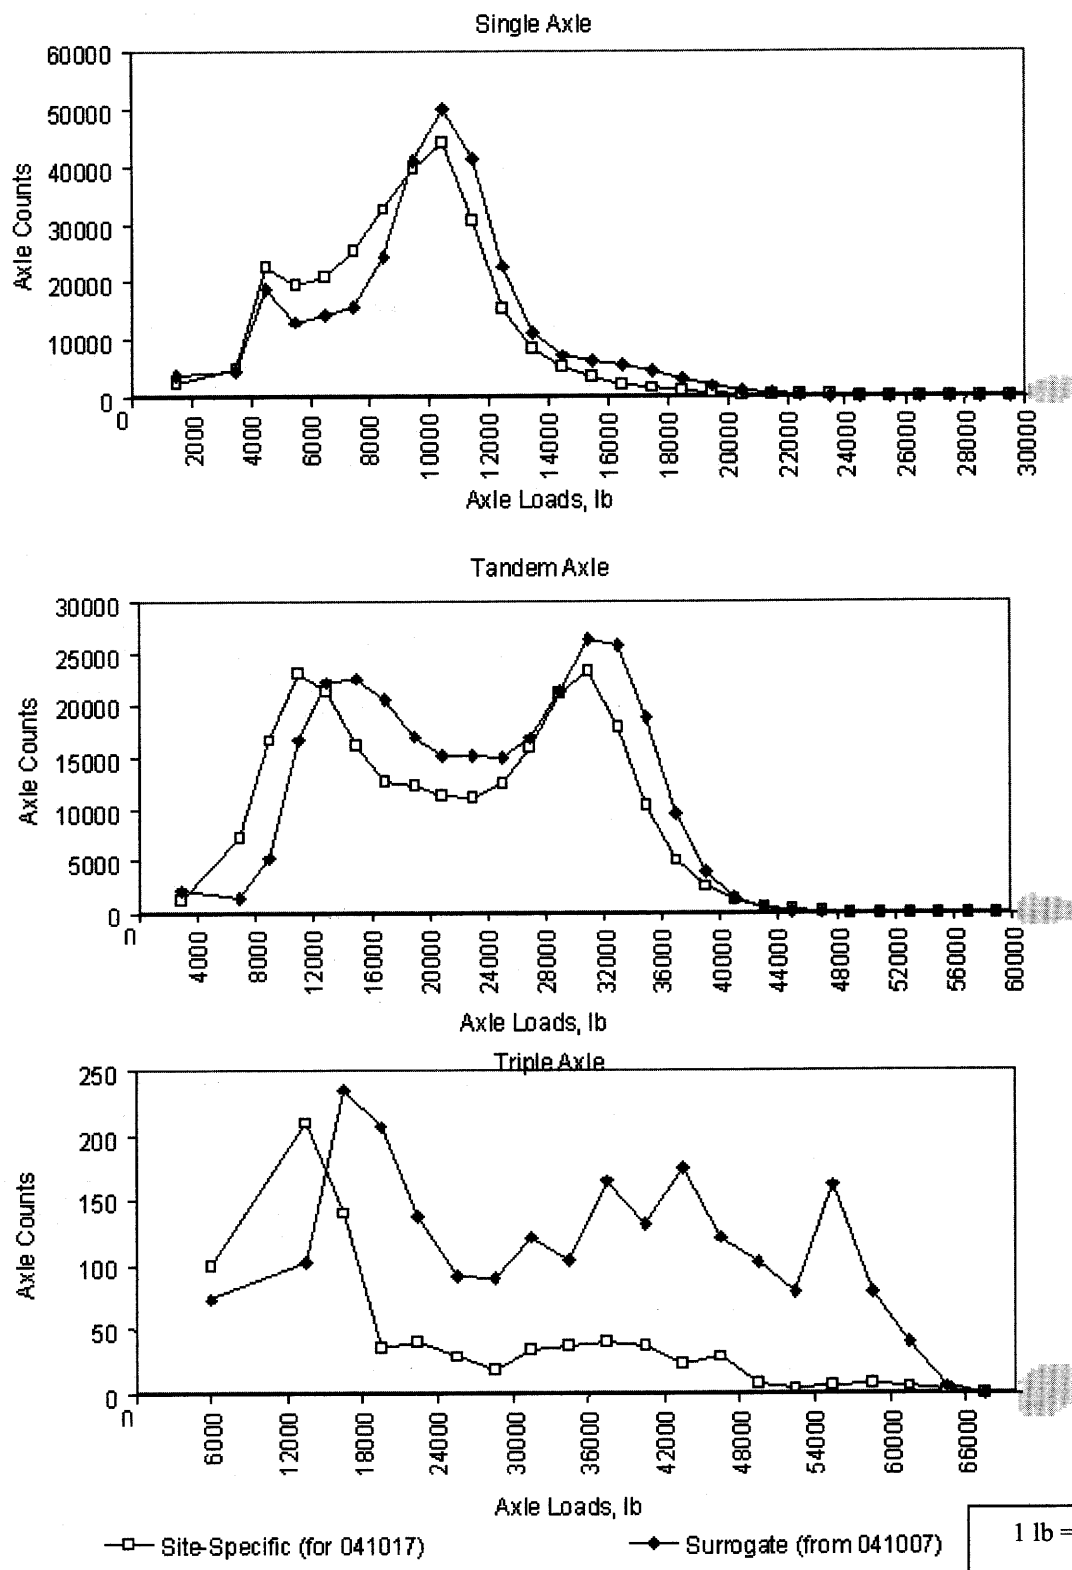 Single Axle
60000
50000
40000
30000
20000
10000
0
Axle Counts
0 2000 4000 6000 8000 10000 12000 14000 16000 18000 20000 22000 24000 26000 28000 30000
Axle Loads, lb
Tandem Axle
30000
25000
20000
15000
10000
5000
0
Axle Counts
0 4000 8000 12000 16000 20000 24000 28000 32000 36000 40000 44000 48000 52000 56000 60000
Axle Loads, lb
Triple Axle
250
200
150
100
50
0
Axle Counts
0 6000 12000 18000 24000 30000 36000 42000 48000 54000 60000 66000
Axle Loads, lb
Site-Specific (for 041017) Surrogate (from 041007)
1 lb =